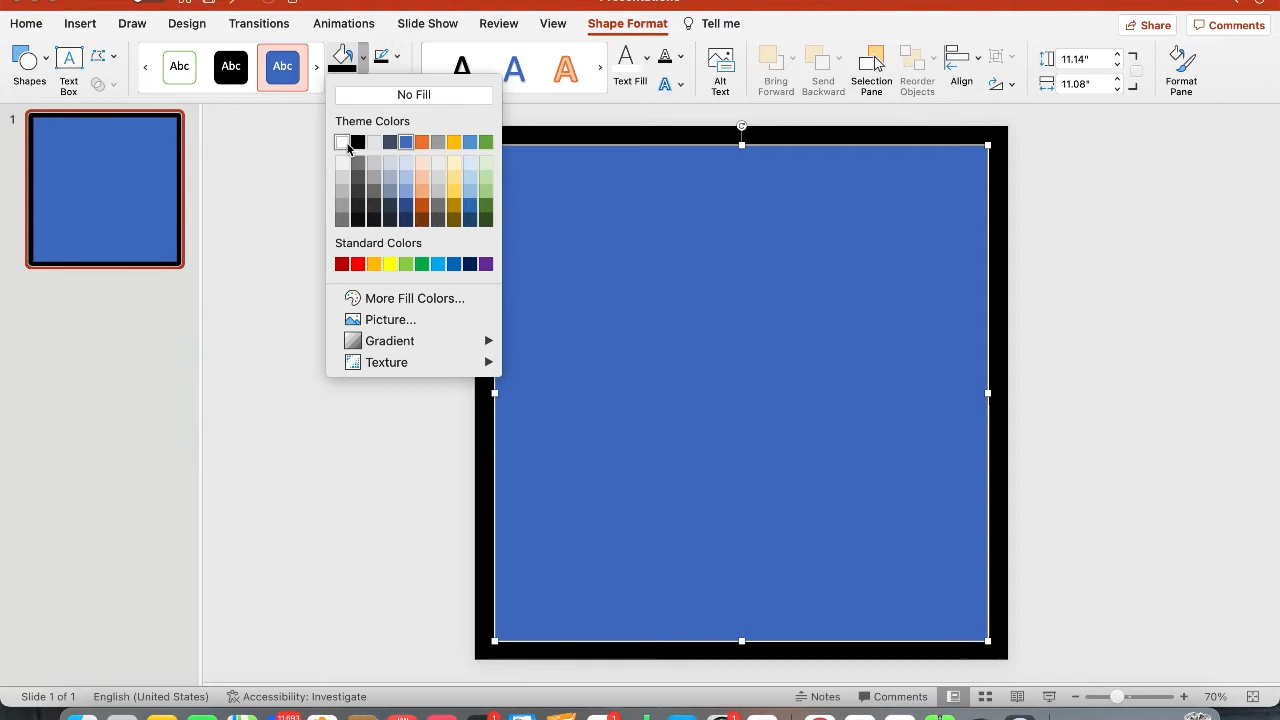 Home Insert Draw Design Transitions Animations Slide Show Review View Shape Format Tell me Share Comments
Abc Abc Abc A A A A A
Shapes Text Box Text Fill Alt Text Bring Forward Send Backward Selection Pane Reorder Objects Align 11.14" 11.08" Format Pane
1
No Fill
Theme Colors
Standard Colors
More Fill Colors...
Picture...
Gradient
Texture
Slide 1 of 1 English (United States) Accessibility: Investigate Notes Comments 70%